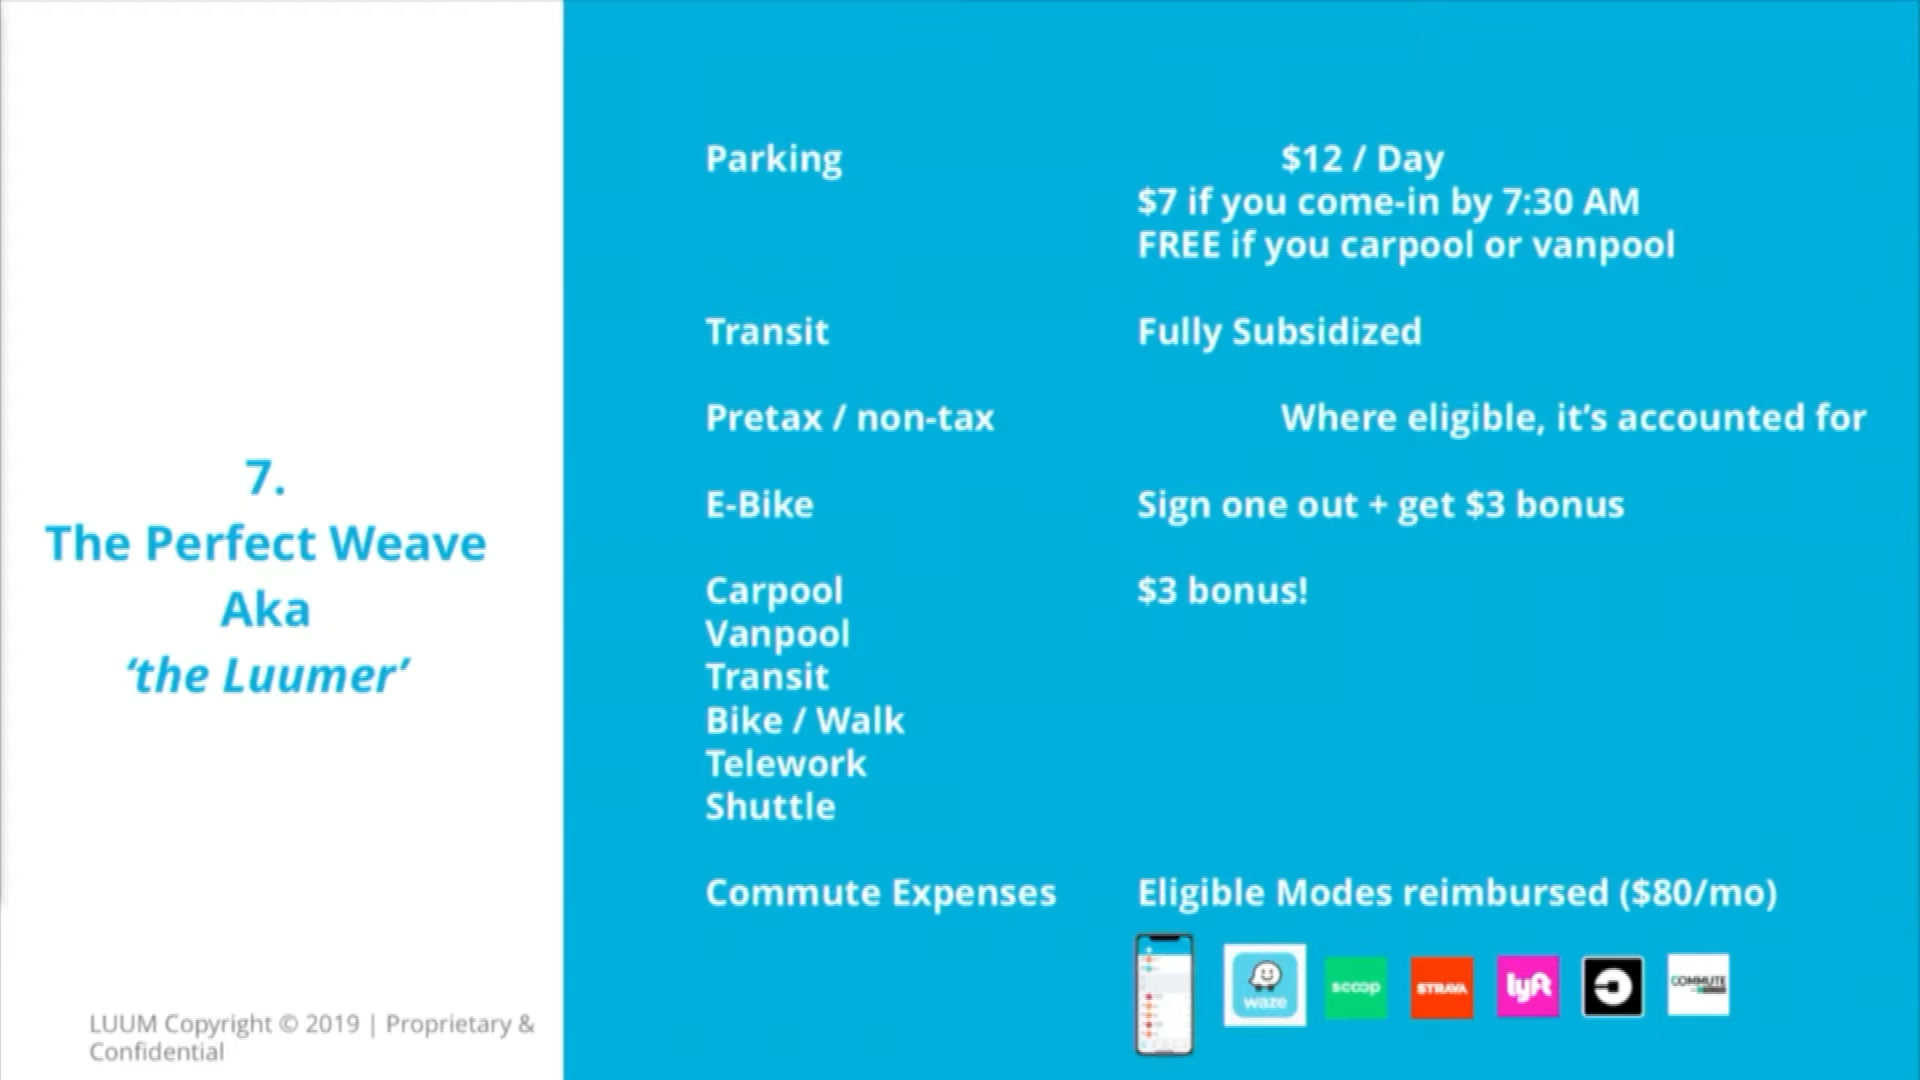 7.
The Perfect Weave
Aka
‘the Luumer’
LUUM Copyright © 2019 | Proprietary &
Confidential
Parking $12 / Day
$7 if you come-in by 7:30 AM
FREE if you carpool or vanpool
Transit Fully Subsidized
Pretax / non-tax Where eligible, it’s accounted for
E-Bike Sign one out + get $3 bonus
Carpool $3 bonus!
Vanpool
Transit
Bike / Walk
Telework
Shuttle
Commute Expenses Eligible Modes reimbursed ($80/mo)
waze
scoop
STRAVA
lyft
COMMUTE